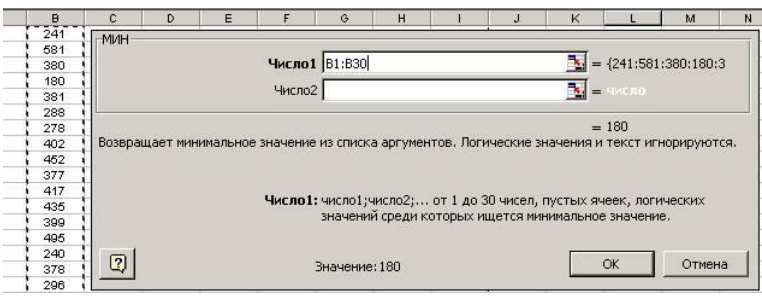 B C D E F G H I J K L M N
241
581
380
180
381
288
278
402
452
377
417
435
399
495
240
378
296
МИН
Число1 B1:B30 = {241:581:380:180:3
Число2 = число
= 180
Возвращает минимальное значение из списка аргументов. Логические значения и текст игнорируются.
Число1: число1;число2;... от 1 до 30 чисел, пустых ячеек, логических
значений среди которых ищется минимальное значение.
Значение:180
OK
Отмена